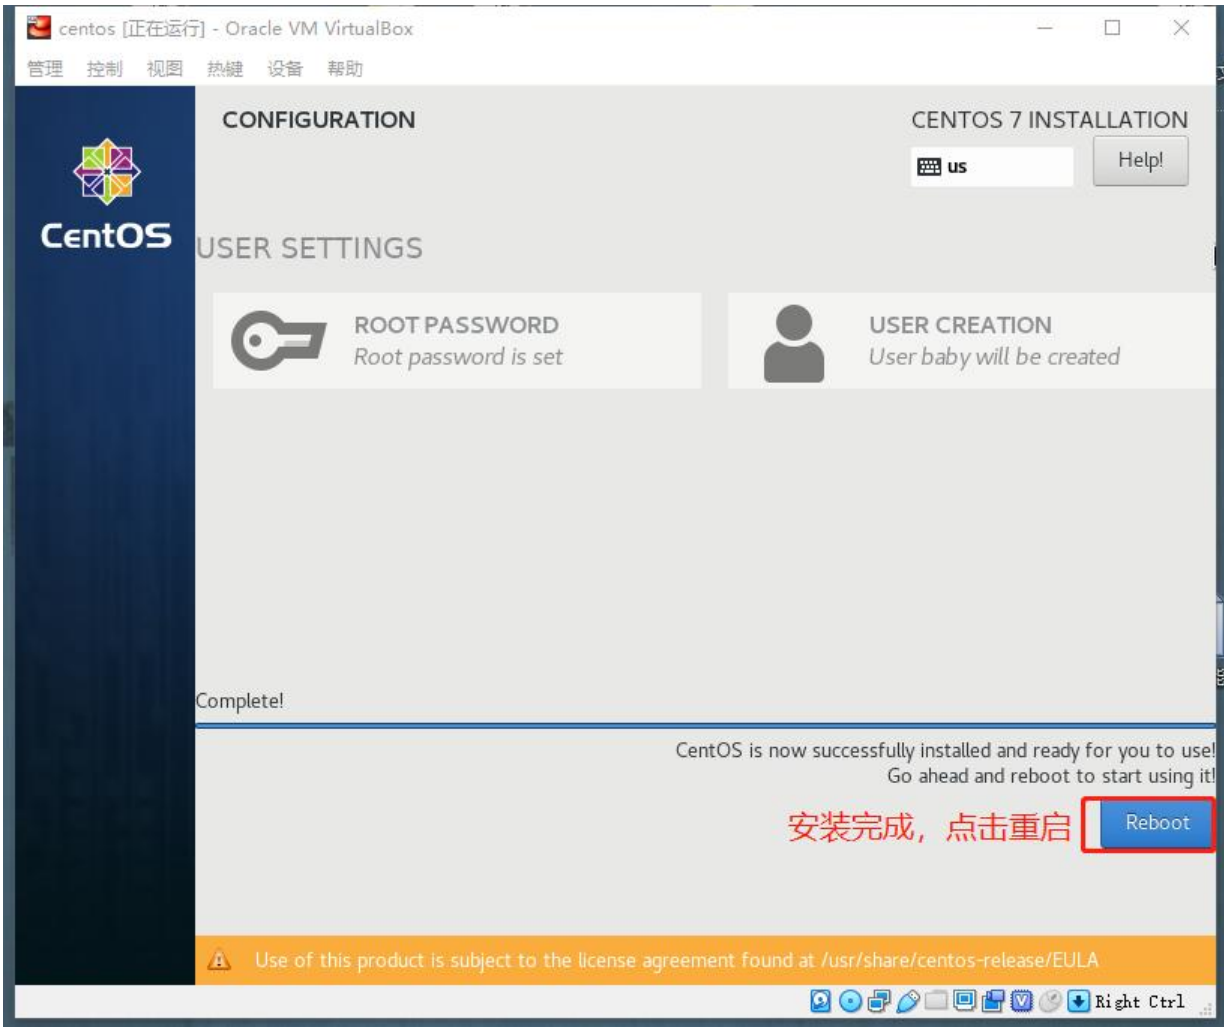 centos [正在运行] - Oracle VM VirtualBox
管理 控制 视图 热键 设备 帮助
CONFIGURATION
CENTOS 7 INSTALLATION
us
Help!
CentOS
USER SETTINGS
ROOT PASSWORD
Root password is set
USER CREATION
User baby will be created
Complete!
CentOS is now successfully installed and ready for you to use!
Go ahead and reboot to start using it!
安装完成，点击重启
Reboot
Use of this product is subject to the license agreement found at /usr/share/centos-release/EULA
Right Ctrl